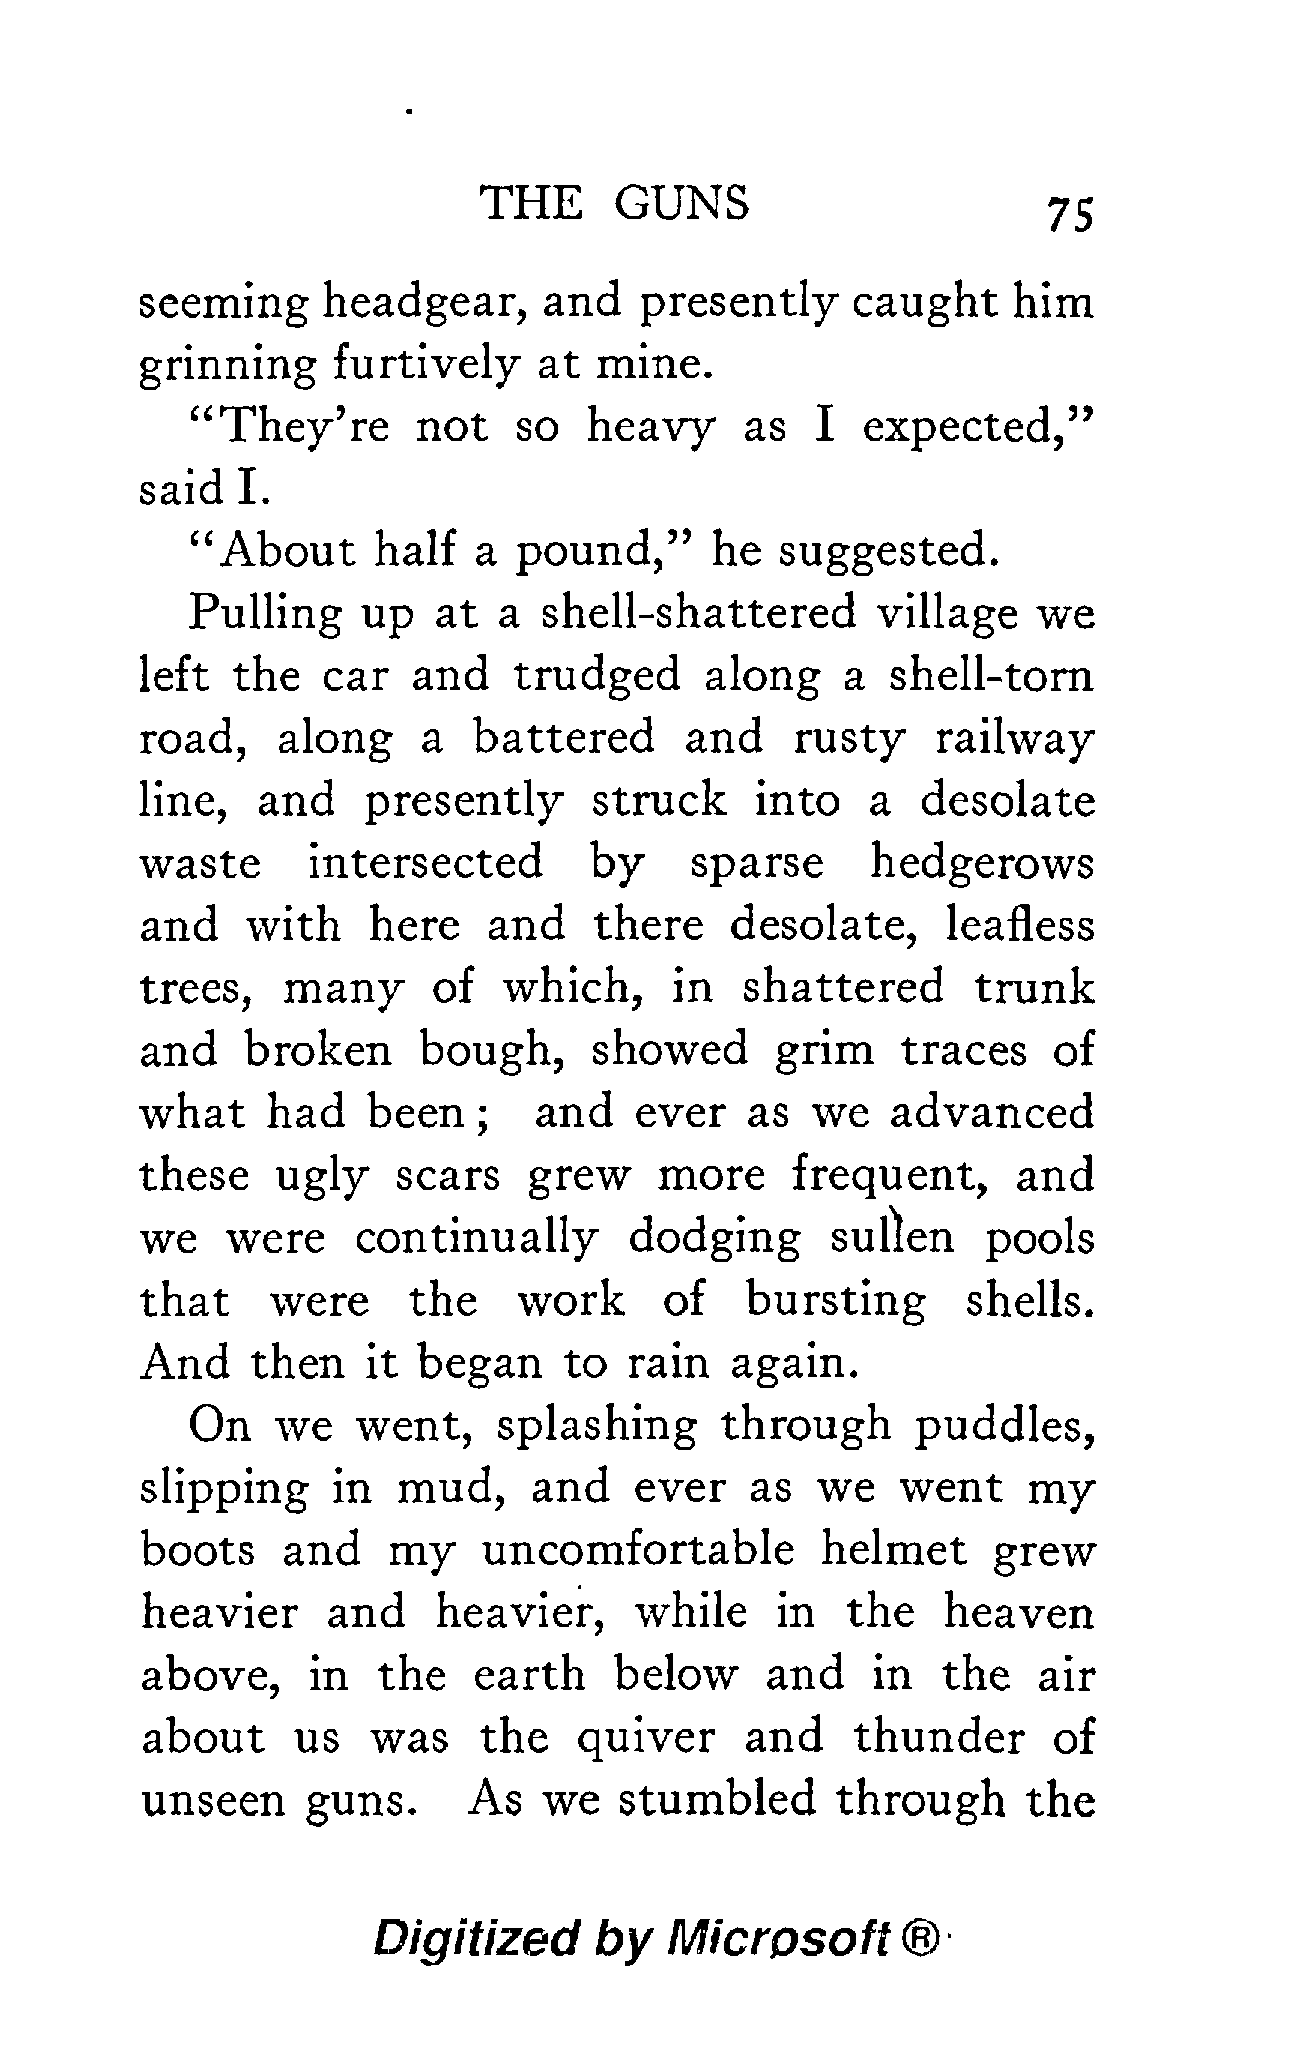 THE GUNS 75
seeming headgear, and presently caught him
grinning furtively at mine.
"They're not so heavy as I expected,"
said I.
"About half a pound," he suggested.
Pulling up at a shell-shattered village we
left the car and trudged along a shell-torn
road, along a battered and rusty railway
line, and presently struck into a desolate
waste intersected by sparse hedgerows
and with here and there desolate, leafless
trees, many of which, in shattered trunk
and broken bough, showed grim traces of
what had been; and ever as we advanced
these ugly scars grew more frequent, and
we were continually dodging sullen pools
that were the work of bursting shells.
And then it began to rain again.
On we went, splashing through puddles,
slipping in mud, and ever as we went my
boots and my uncomfortable helmet grew
heavier and heavier, while in the heaven
above, in the earth below and in the air
about us was the quiver and thunder of
unseen guns. As we stumbled through the
Digitized by Microsoft ®